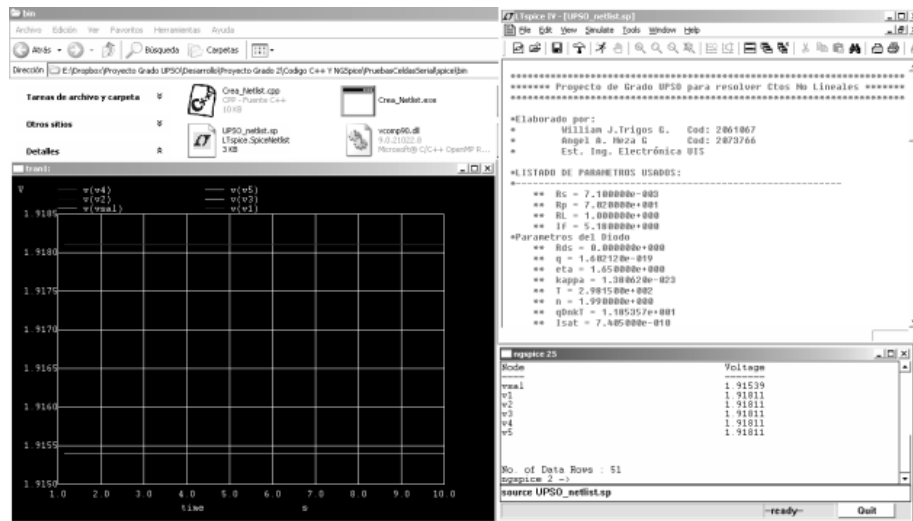 bin
Archivo Edición Ver Favoritos Herramientas Ayuda
Atrás Búsqueda Carpetas
Dirección E:\Dropbox\Proyecto Grado UPSO\Desarrollo\Proyecto Grado 2\Codigo C++ Y NGSpice\PruebasCeldasSerial\spice\bin
Tareas de archivo y carpeta
Otros sitios
Detalles
Crea_Netlist.cpp
CPP - Fuente C++
10 KB
Crea_Netlist.exe
UPSO_netlist.sp
LTspice.SpiceNetlist
3 KB
vcomp90.dll
9.0.21022.8
Microsoft® C/C++ OpenMP R...
tran1:
V
v(v4) v(v5)
v(v2) v(v3)
v(vsal) v(v1)
1.9185
1.9180
1.9175
1.9170
1.9165
1.9160
1.9155
1.9150
1.0 2.0 3.0 4.0 5.0 6.0 7.0 8.0 9.0 10.0
time s
LTspice IV - [UPSO_netlist.sp]
File Edit View Simulate Tools Window Help
******* Proyecto de Grado UPSO para resolver Ctos No Lineales *******
*Elaborado por:
* William J.Trigos G. Cod: 2061067
* Angel A. Meza G Cod: 2073766
* Est. Ing. Electrónica UIS
*LISTADO DE PARAMETROS USADOS:
*-----------------------------------------------
** Rs = 7.100000e-003
** Rp = 7.820000e+001
** RL = 1.000000e+000
** If = 5.180000e+000
*Parametros del Diodo
** Rds = 0.000000e+000
** q = 1.602120e-019
** eta = 1.650000e+000
** kappa = 1.380620e-023
** T = 2.981500e+002
** n = 1.990000e+000
** qDnkT = 1.185357e+001
** Isat = 7.405000e-010
ngspice 25
Node Voltage
---- -------
vsal 1.91539
v1 1.91811
v2 1.91811
v3 1.91811
v4 1.91811
v5 1.91811
No. of Data Rows : 51
ngspice 2 ->
source UPSO_netlist.sp
--ready-- Quit